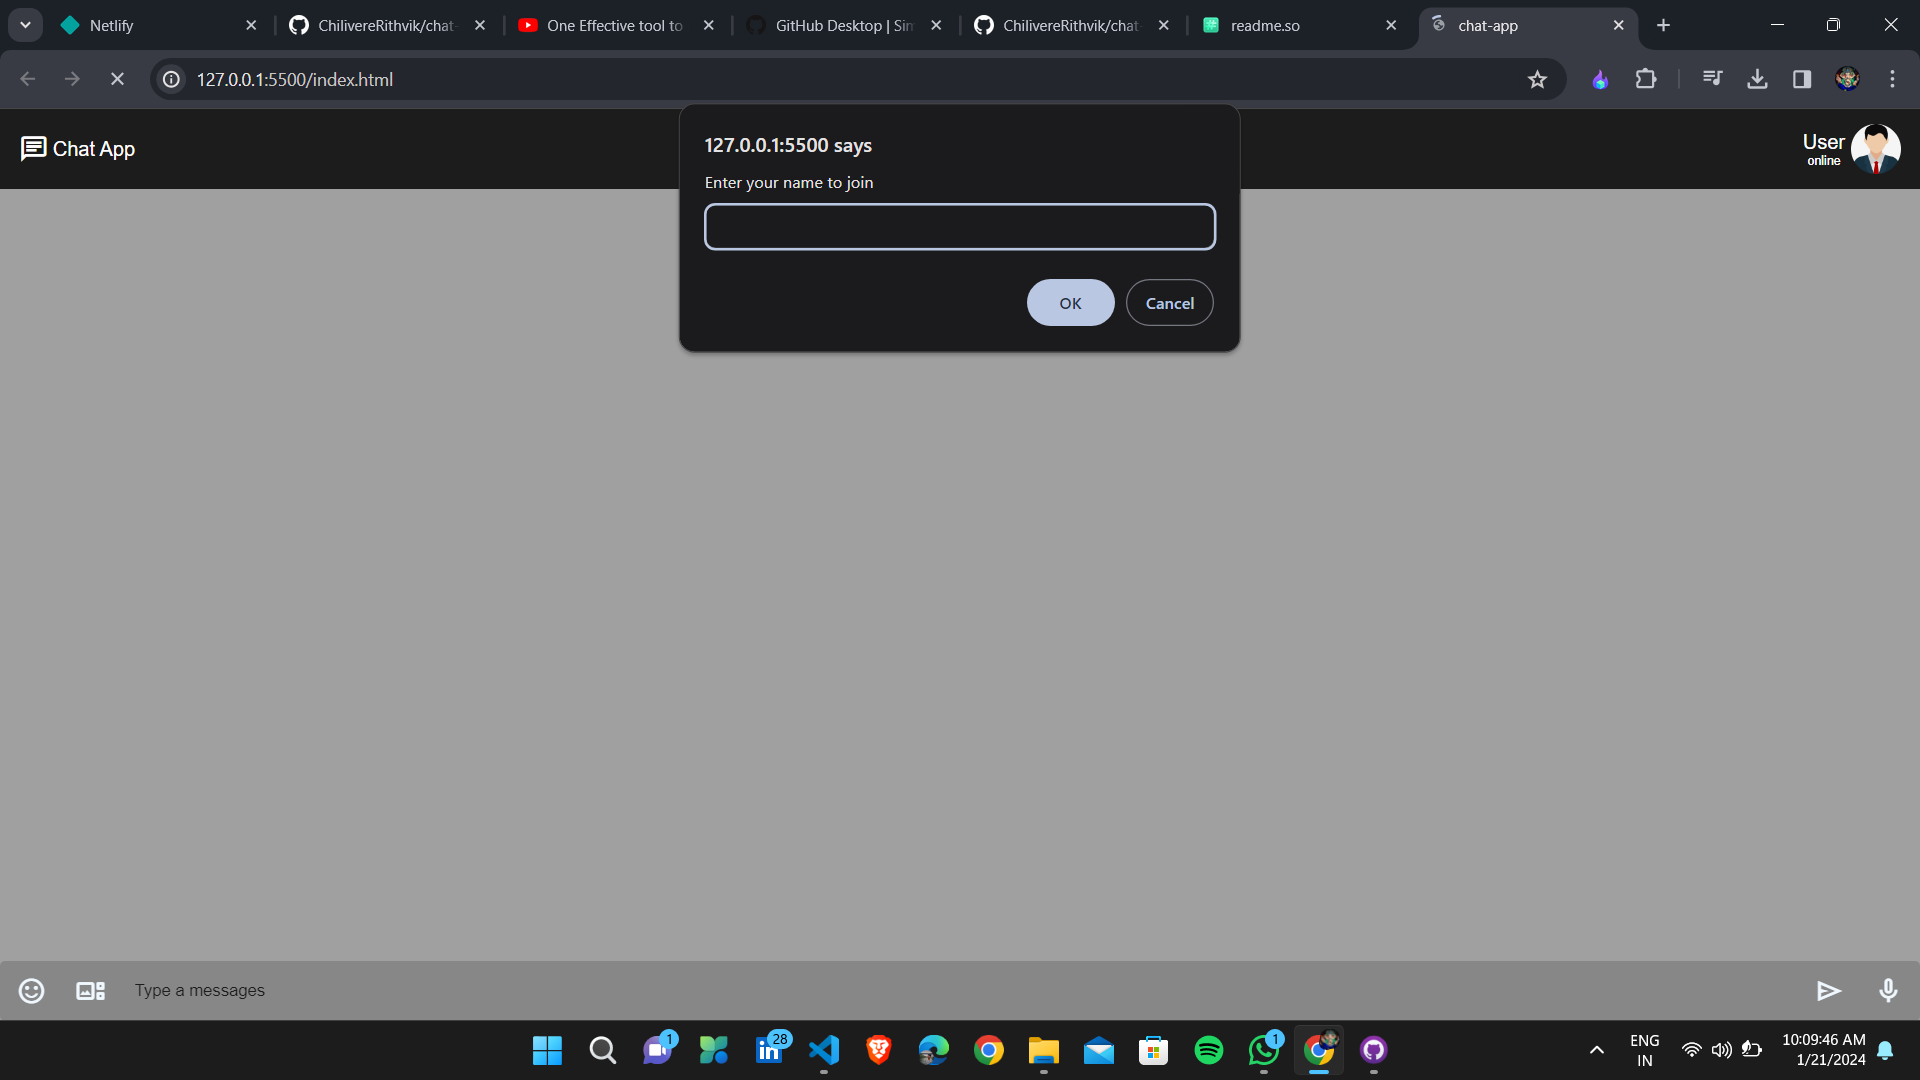 Netlify
ChilivereRithvik/chat-
One Effective tool to
GitHub Desktop | Sim
ChilivereRithvik/chat-
readme.so
chat-app
127.0.0.1:5500/index.html
Chat App
User
online
127.0.0.1:5500 says
Enter your name to join
OK
Cancel
Type a messages
1
28
1
ENG
IN
10:09:46 AM
1/21/2024